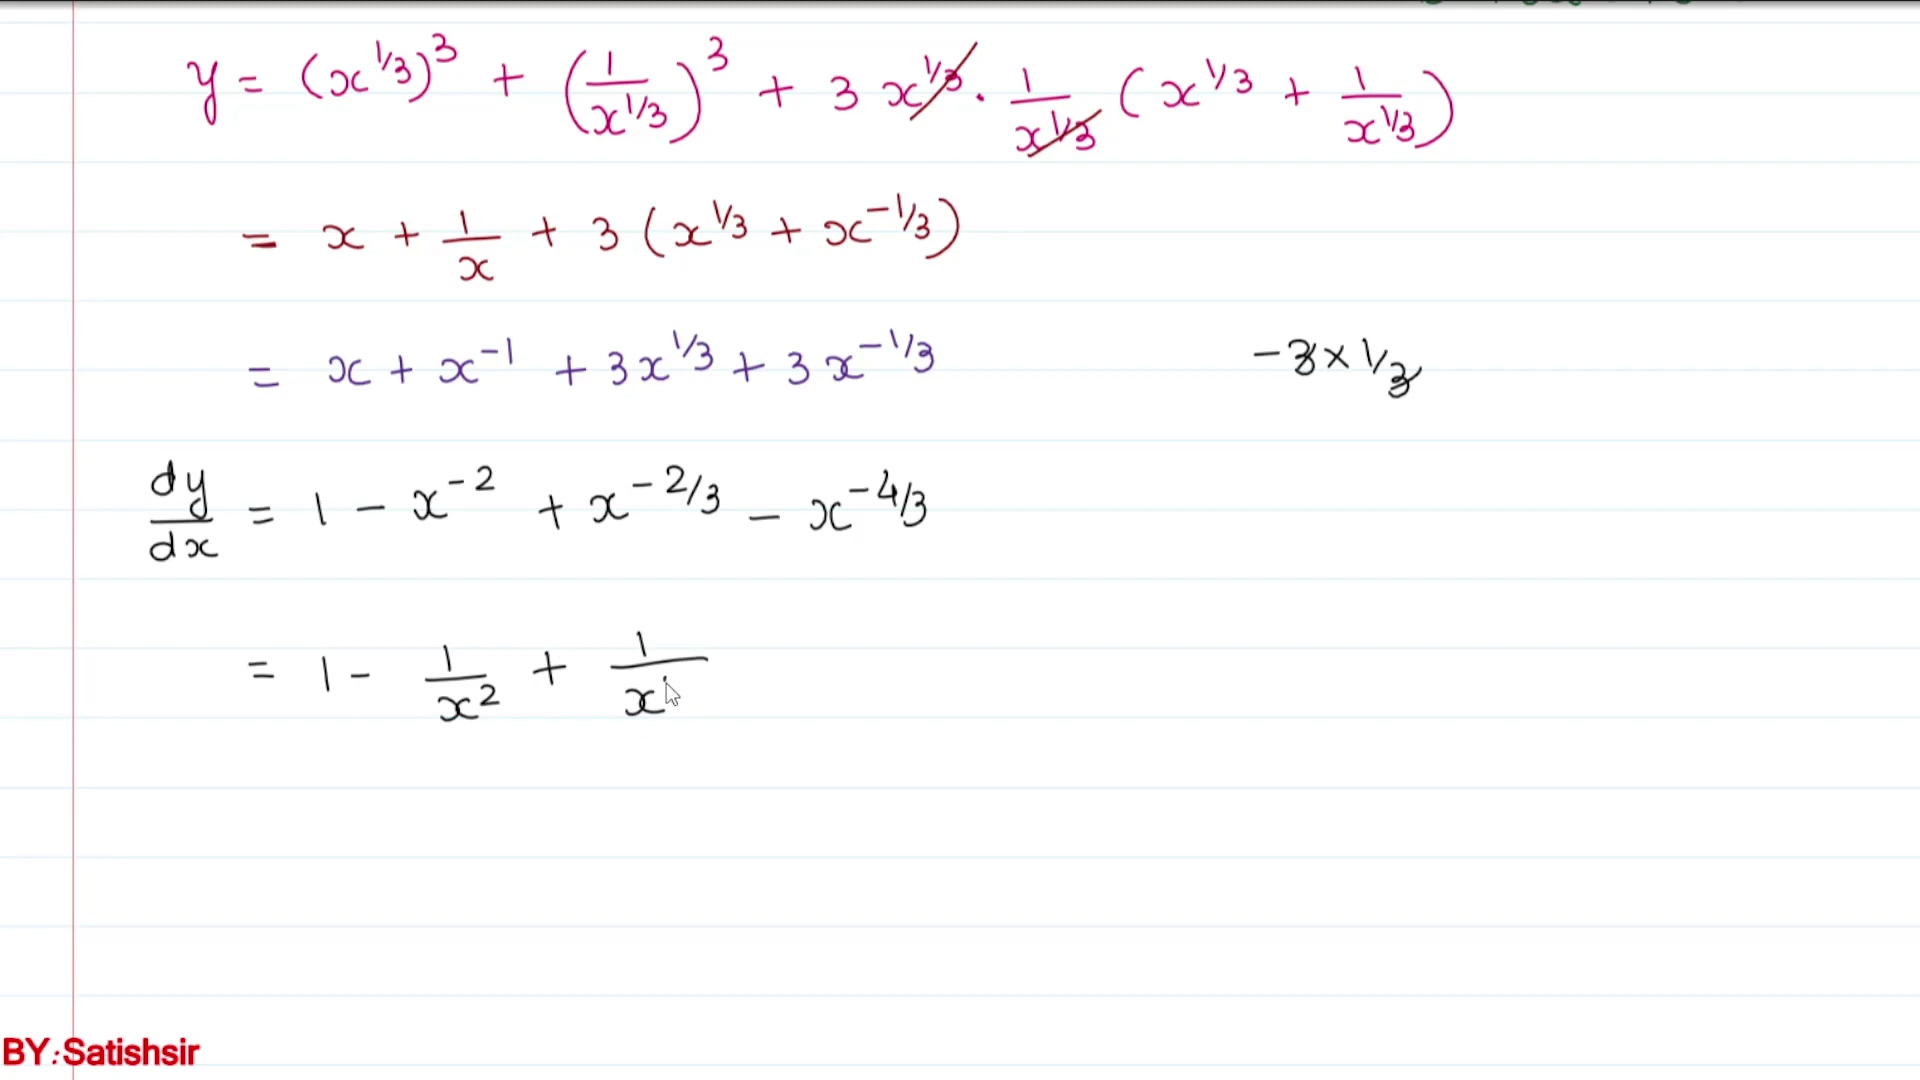 y = (x^{1/3})^3 + (1/x^{1/3})^3 + 3 x^{1/3} · 1/x^{1/3} (x^{1/3} + 1/x^{1/3})
= x + 1/x + 3 (x^{1/3} + x^{-1/3})
= x + x^{-1} + 3x^{1/3} + 3x^{-1/3}
-3 × 1/3
dy/dx = 1 - x^{-2} + x^{-2/3} - x^{-4/3}
= 1 - 1/x^2 + 1/x
BY:Satishsir